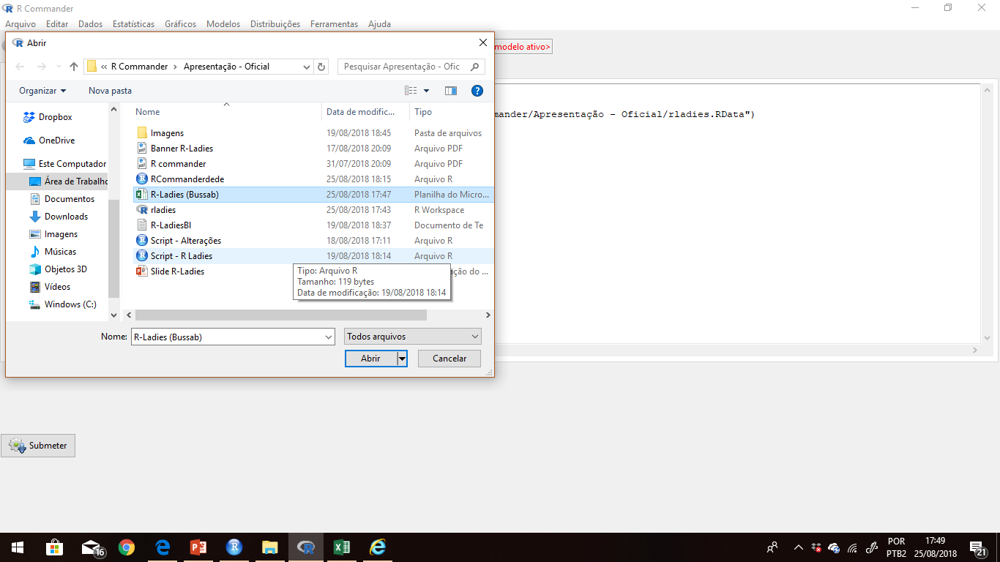 R Commander
Arquivo Editar Dados Estatísticas Gráficos Modelos Distribuições Ferramentas Ajuda
Abrir
modelo ativo>
« R Commander › Apresentação - Oficial
Pesquisar Apresentação - Ofic
Organizar Nova pasta
Nome Data de modific... Tipo
mander/Apresentação - Oficial/rladies.RData")
Dropbox
OneDrive
Este Computador
Área de Trabalho
Documentos
Downloads
Imagens
Músicas
Objetos 3D
Vídeos
Windows (C:)
Imagens 19/08/2018 18:45 Pasta de arquivos
Banner R-Ladies 17/08/2018 20:09 Arquivo PDF
R commander 31/07/2018 20:09 Arquivo PDF
RCommanderdede 25/08/2018 18:15 Arquivo R
R-Ladies (Bussab) 25/08/2018 17:47 Planilha do Micro...
rladies 25/08/2018 17:43 R Workspace
R-LadiesBI 19/08/2018 18:37 Documento de Te
Script - Alterações 18/08/2018 17:11 Arquivo R
Script - R Ladies 19/08/2018 18:14 Arquivo R
Slide R-Ladies ação do ...
Tipo: Arquivo R
Tamanho: 119 bytes
Data de modificação: 19/08/2018 18:14
Nome: R-Ladies (Bussab) Todos arquivos
Abrir Cancelar
Submeter
16
POR
PTB2
17:49
25/08/2018
21